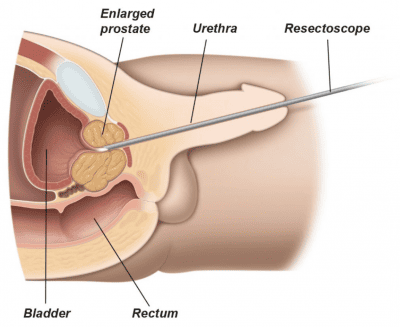 Enlarged
prostate
Urethra
Resectoscope
Bladder
Rectum